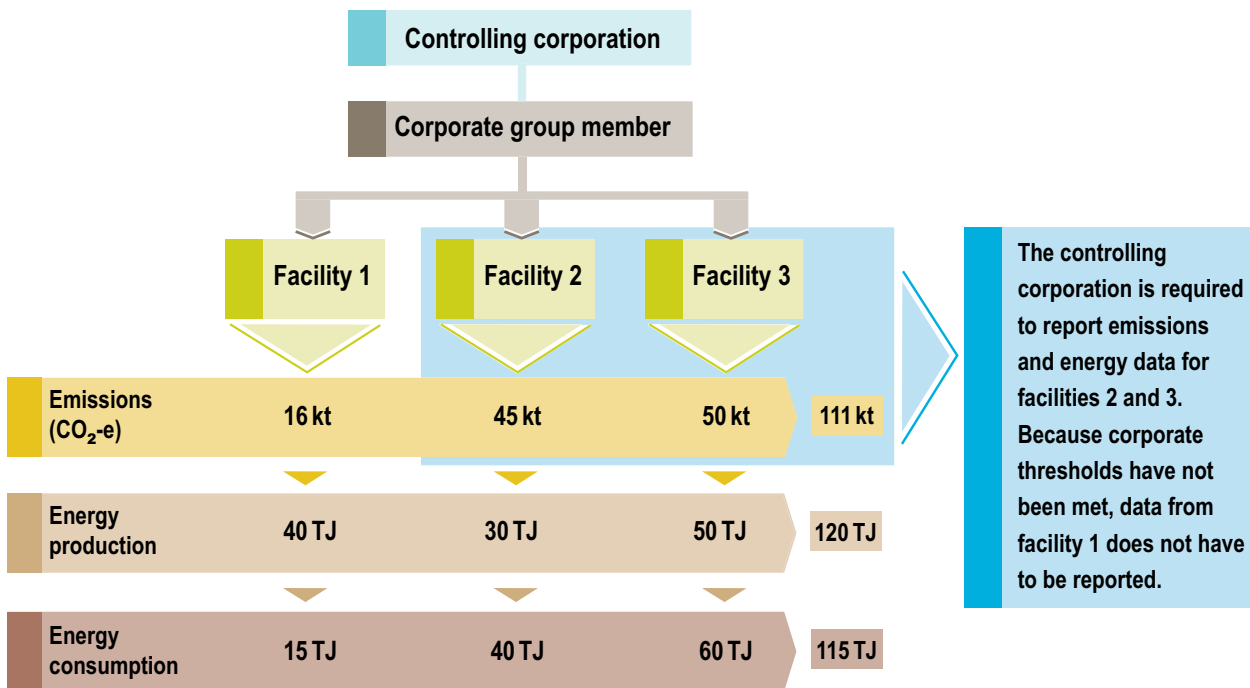 Controlling corporation
Corporate group member
Facility 1
Facility 2
Facility 3
Emissions
(CO₂-e)
16 kt
45 kt
50 kt
111 kt
Energy
production
40 TJ
30 TJ
50 TJ
120 TJ
Energy
consumption
15 TJ
40 TJ
60 TJ
115 TJ
The controlling
corporation is required
to report emissions
and energy data for
facilities 2 and 3.
Because corporate
thresholds have not
been met, data from
facility 1 does not have
to be reported.